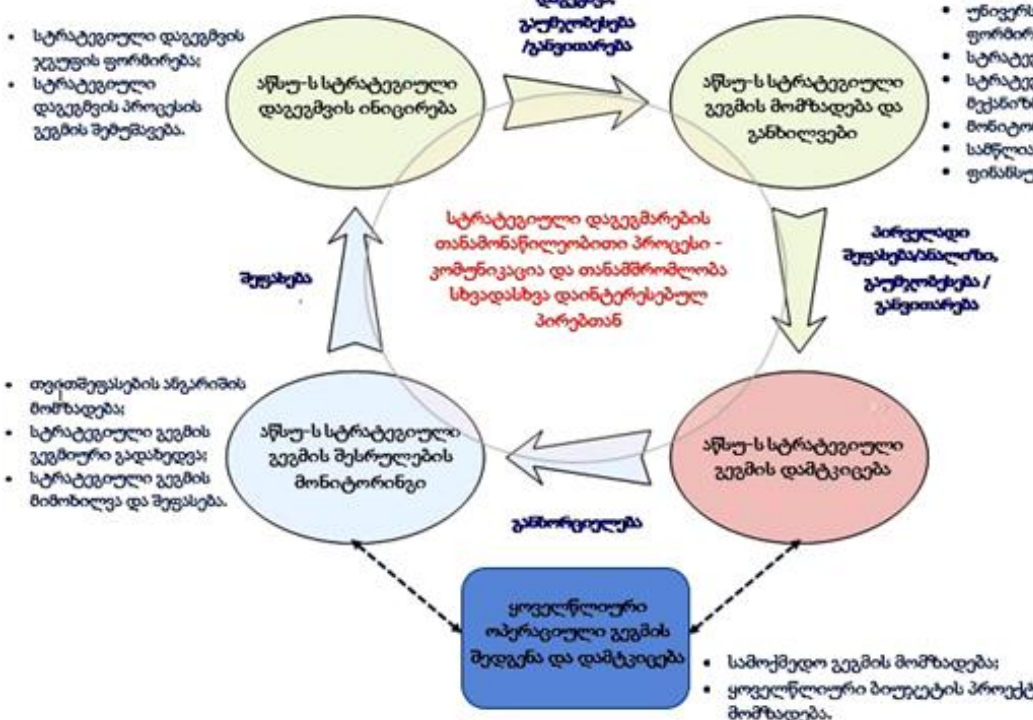 დაგეგმვა,
გაუმჯობესება
/განვითარება
სტრატეგიული დაგეგმვის
ჯგუფის ფორმირება;
სტრატეგიული
დაგეგმვის პროცესის
გეგმის შემუშავება.
აწსუ-ს სტრატეგიული
დაგეგმვის ინიცირება
აწსუ-ს სტრატეგიული
გეგმის მომზადება და
განხილვები
სტრატეგიული დაგეგმარების
თანამონაწილეობითი პროცესი -
კომუნიკაცია და თანამშრომლობა
სხვადასხვა დაინტერესებულ
პირებთან
შეფასება
პირველადი
შეფასება/ანალიზი,
გაუმჯობესება /
განვითარება
თვითშეფასების ანგარიშის
მომზადება;
სტრატეგიული გეგმის
გეგმიური გადახედვა;
სტრატეგიული გეგმის
მიმოხილვა და შეფასება.
აწსუ-ს სტრატეგიული
გეგმის შესრულების
მონიტორინგი
აწსუ-ს სტრატეგიული
გეგმის დამტკიცება
განხორციელება
ყოველწლიური
ოპერაციული გეგმის
შედგენა და დამტკიცება
სამოქმედო გეგმის მომზადება;
ყოველწლიური ბიუჯეტის
მომზადება.